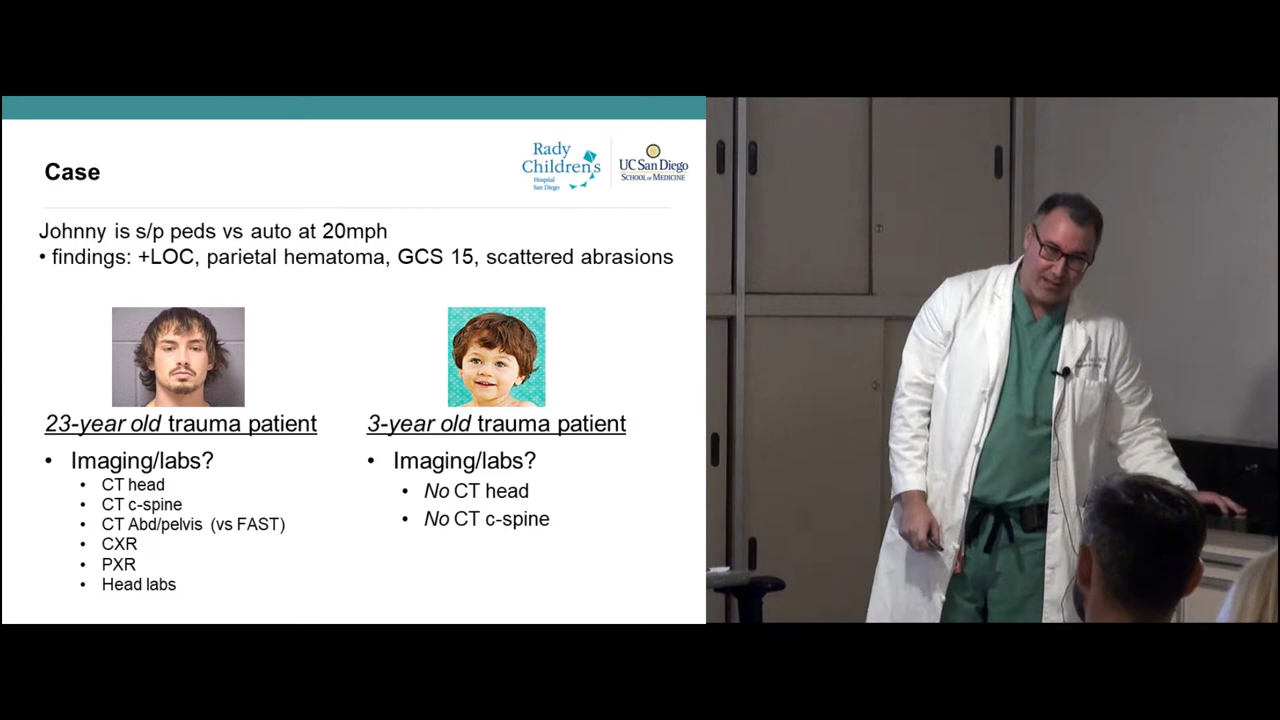 Case
Rady
Children's
Hospital
San Diego
UC San Diego
SCHOOL OF MEDICINE
Johnny is s/p peds vs auto at 20mph
• findings: +LOC, parietal hematoma, GCS 15, scattered abrasions
23-year old trauma patient
• Imaging/labs?
• CT head
• CT c-spine
• CT Abd/pelvis (vs FAST)
• CXR
• PXR
• Head labs
3-year old trauma patient
• Imaging/labs?
• No CT head
• No CT c-spine